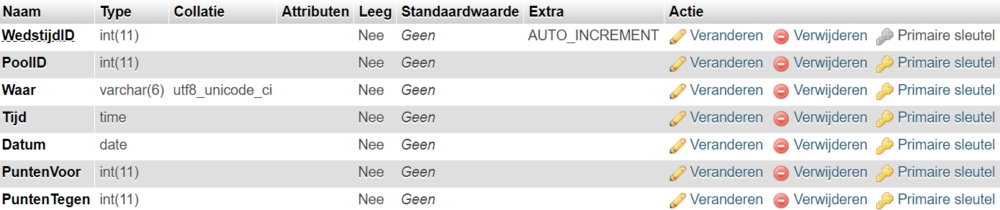 Naam Type Collatie Attributen Leeg Standaardwaarde Extra Actie
WedstijdID int(11) Nee Geen AUTO_INCREMENT Veranderen Verwijderen Primaire sleutel
PoolID int(11) Nee Geen Veranderen Verwijderen Primaire sleutel
Waar varchar(6) utf8_unicode_ci Nee Geen Veranderen Verwijderen Primaire sleutel
Tijd time Nee Geen Veranderen Verwijderen Primaire sleutel
Datum date Nee Geen Veranderen Verwijderen Primaire sleutel
PuntenVoor int(11) Nee Geen Veranderen Verwijderen Primaire sleutel
PuntenTegen int(11) Nee Geen Veranderen Verwijderen Primaire sleutel